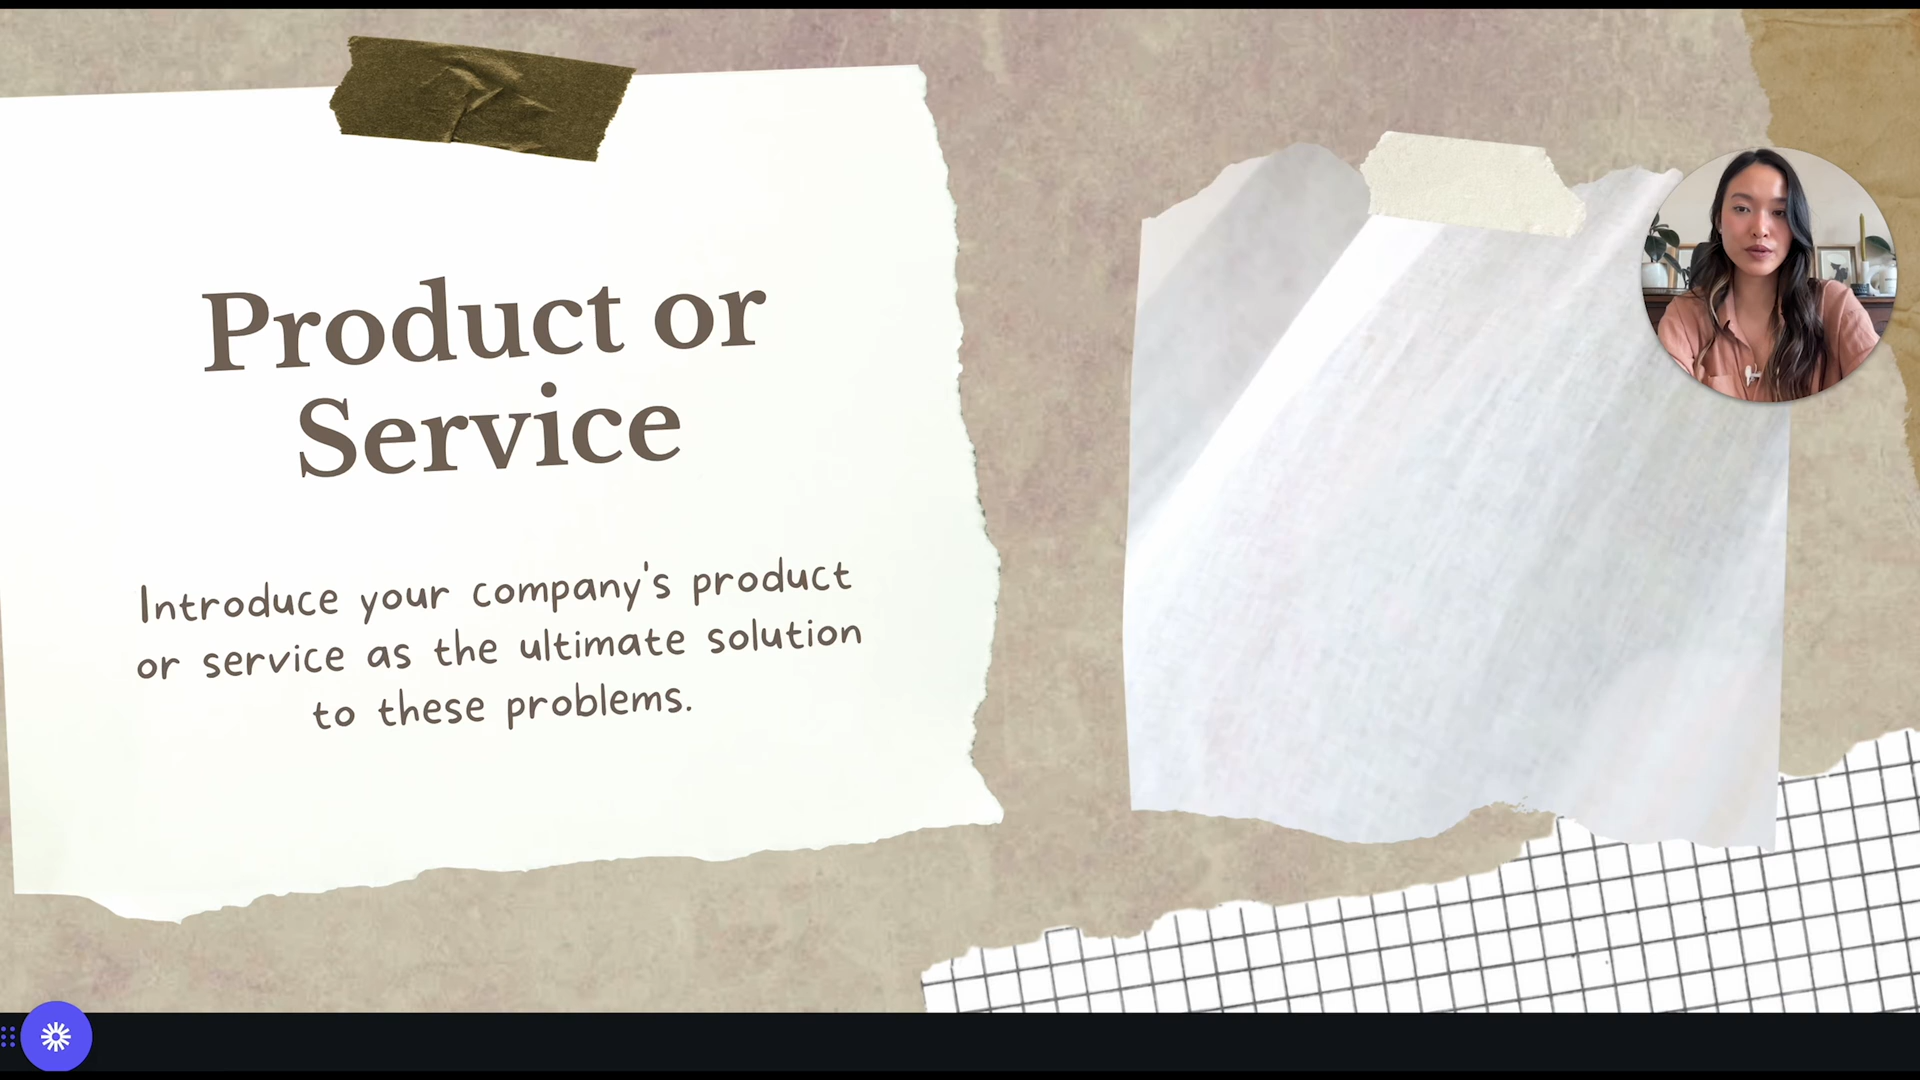 Product or
Service
Introduce your company's product
or service as the ultimate solution
to these problems.